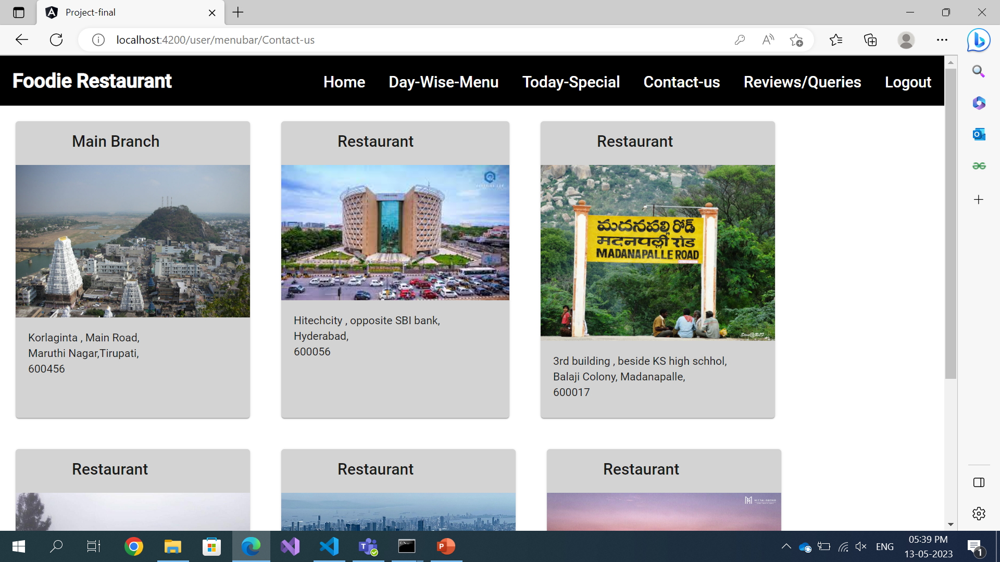 Project-final
localhost:4200/user/menubar/Contact-us
Foodie Restaurant
Home Day-Wise-Menu Today-Special Contact-us Reviews/Queries Logout
Main Branch
Korlaginta , Main Road,
Maruthi Nagar,Tirupati,
600456
Restaurant
Hitechcity , opposite SBI bank,
Hyderabad,
600056
Restaurant
మదనపల్లి రోడ్
मदनपल्ली रोड
MADANAPALLE ROAD
3rd building , beside KS high schhol,
Balaji Colony, Madanapalle,
600017
Restaurant
Restaurant
Restaurant
MITTAL GROUP
ENG
05:39 PM
13-05-2023
1